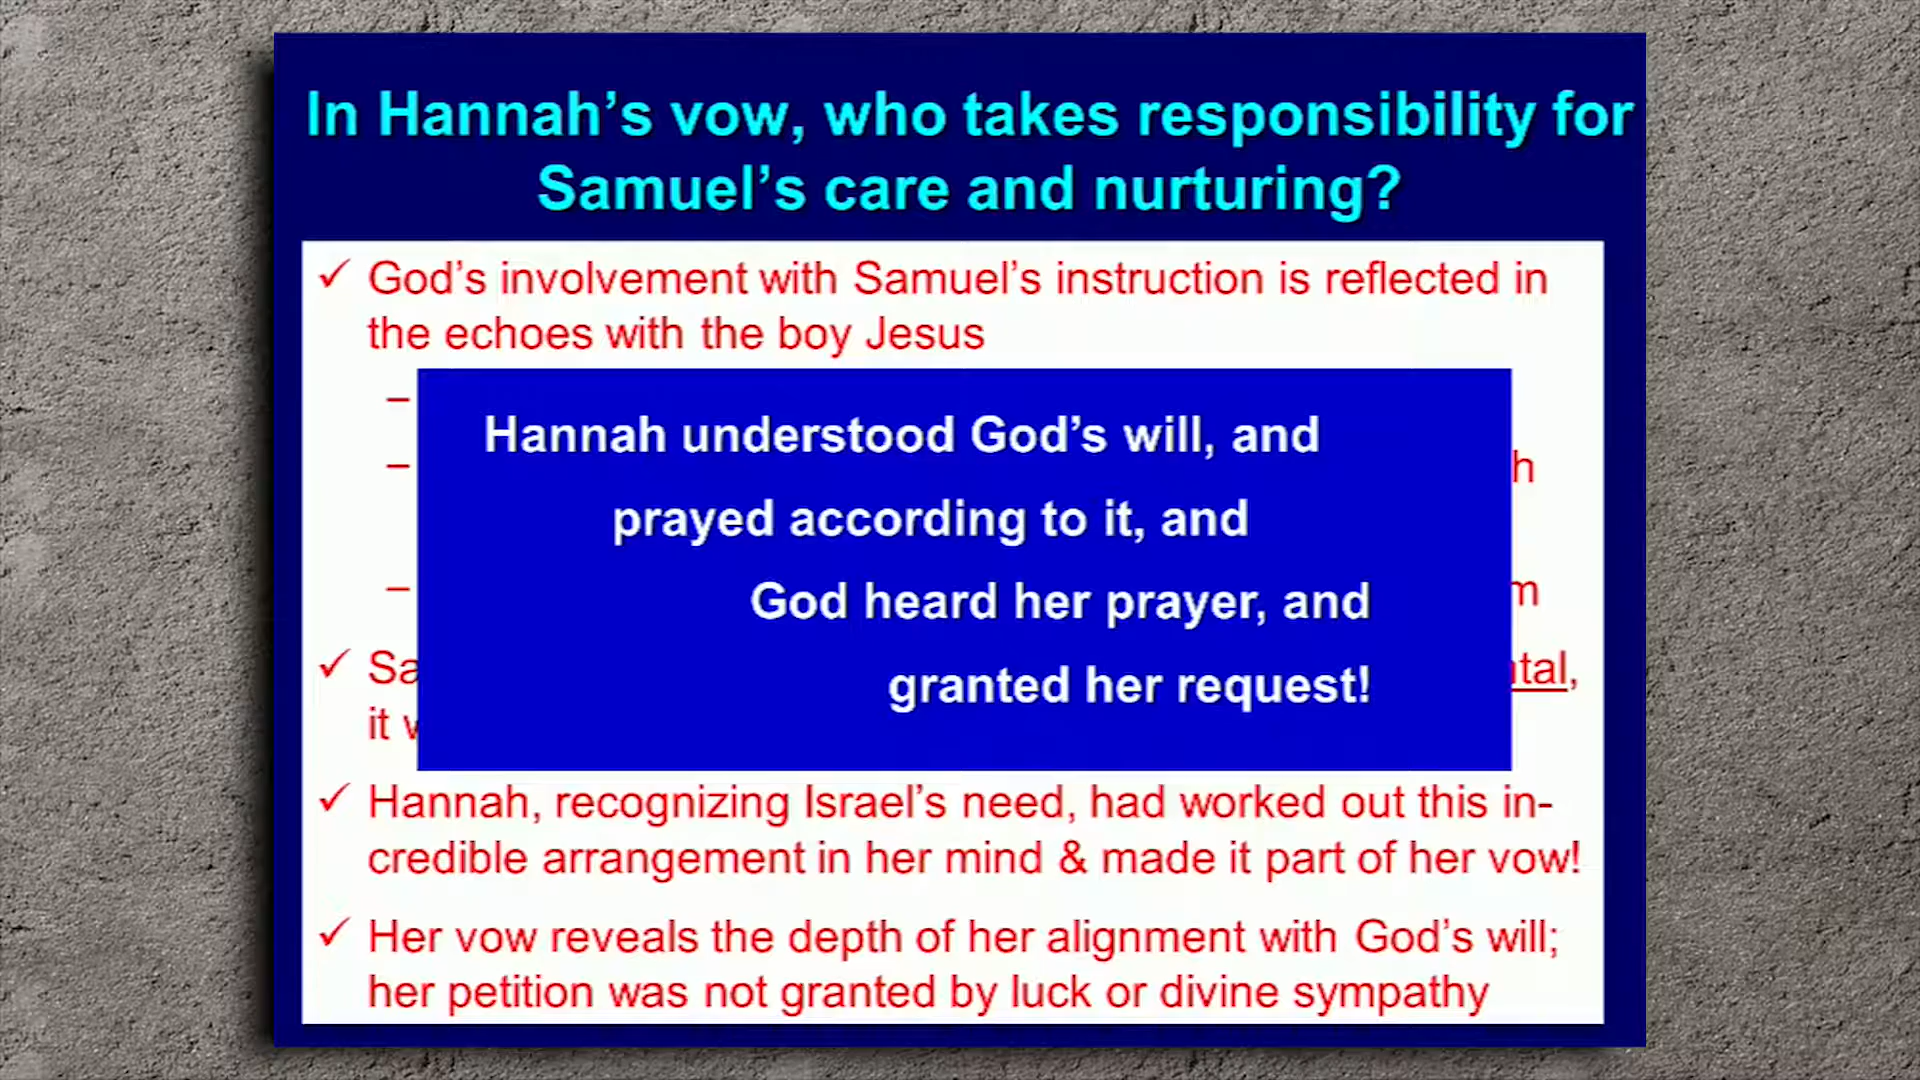 In Hannah’s vow, who takes responsibility for
Samuel’s care and nurturing?
✓ God’s involvement with Samuel’s instruction is reflected in
the echoes with the boy Jesus
–
–
–
Hannah understood God’s will, and
prayed according to it, and
God heard her prayer, and
granted her request!
it
✓ Hannah, recognizing Israel’s need, had worked out this in-
credible arrangement in her mind & made it part of her vow!
✓ Her vow reveals the depth of her alignment with God’s will;
her petition was not granted by luck or divine sympathy